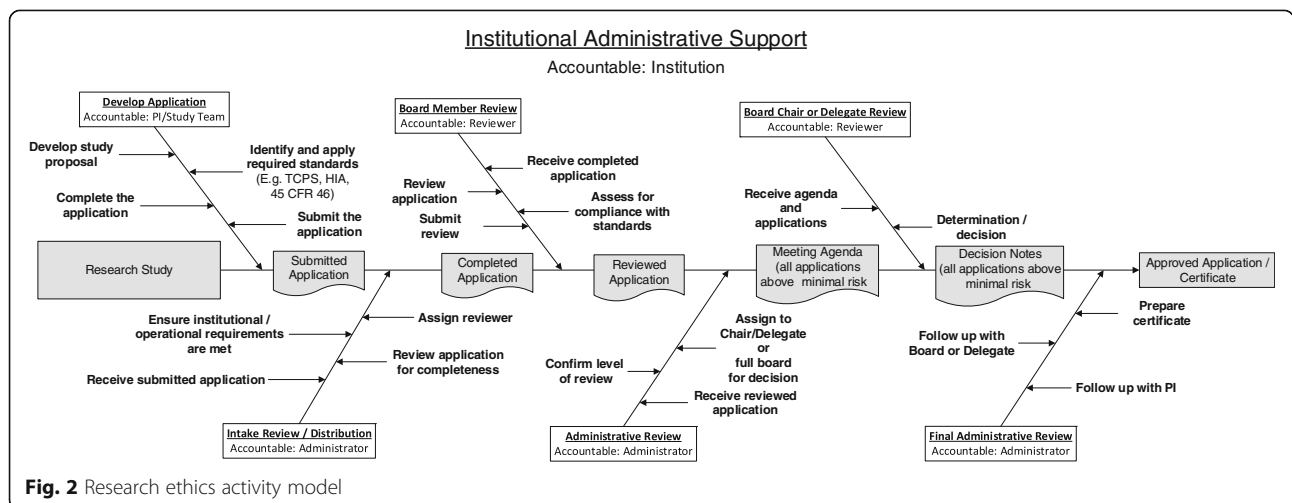 Institutional Administrative Support
Accountable: Institution
Develop Application
Accountable: PI/Study Team
Develop study
proposal
Identify and apply
required standards
(E.g. TCPS, HIA,
45 CFR 46)
Complete the
application
Submit the
application
Board Member Review
Accountable: Reviewer
Receive completed
application
Review
application
Assess for
compliance with
standards
Submit
review
Board Chair or Delegate Review
Accountable: Reviewer
Receive agenda
and
applications
Determination /
decision
Research Study
Submitted
Application
Completed
Application
Reviewed
Application
Meeting Agenda
(all applications
above minimal risk
Decision Notes
(all applications above
minimal risk
Approved Application /
Certificate
Assign reviewer
Ensure institutional /
operational requirements
are met
Review application
for completeness
Receive submitted application
Intake Review / Distribution
Accountable: Administrator
Assign to
Chair/Delegate
or
full board
for decision
Confirm level
of review
Receive reviewed
application
Administrative Review
Accountable: Administrator
Prepare
certificate
Follow up with
Board or Delegate
Follow up with PI
Final Administrative Review
Accountable: Administrator
Fig. 2 Research ethics activity model